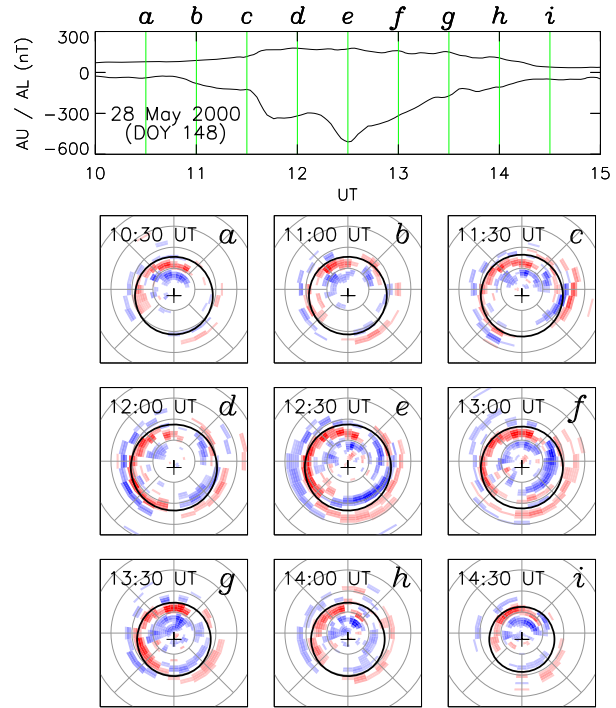 a b c d e f g h i
300
0
−300
−600
AU / AL (nT)
28 May 2000
(DOY 148)
10 11 12 13 14 15
UT
10:30 UT a
11:00 UT b
11:30 UT c
12:00 UT d
12:30 UT e
13:00 UT f
13:30 UT g
14:00 UT h
14:30 UT i